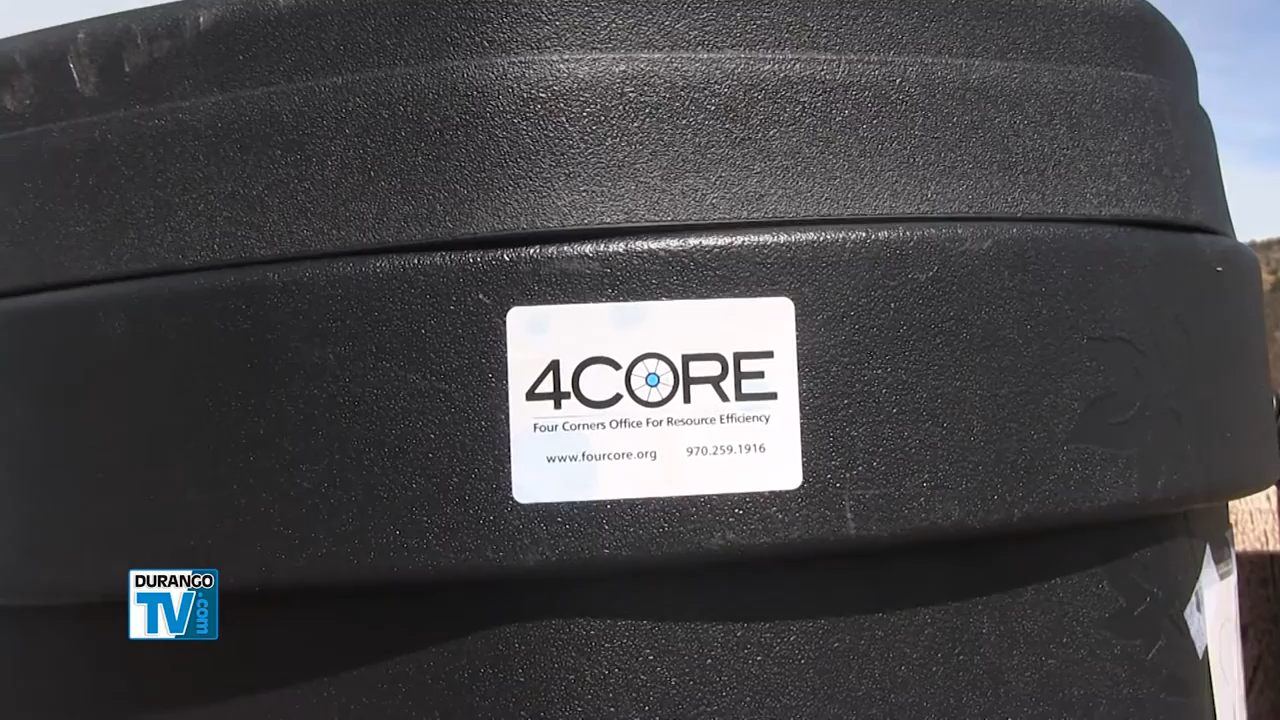 4CORE
Four Corners Office For Resource Efficiency
www.fourcore.org 970.259.1916
DURANGO
TV.com